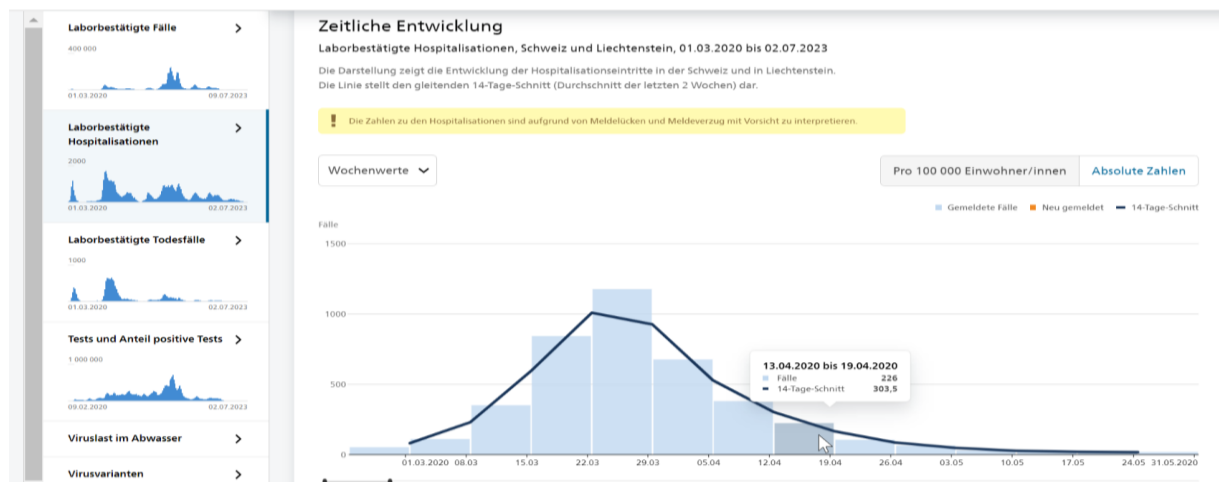 Laborbestätigte Fälle
400 000
01.03.2020 09.07.2023
Laborbestätigte
Hospitalisationen
2000
01.03.2020 02.07.2023
Laborbestätigte Todesfälle
1000
01.03.2020 02.07.2023
Tests und Anteil positive Tests
1 000 000
09.02.2020 02.07.2023
Viruslast im Abwasser
Virusvarianten
Zeitliche Entwicklung
Laborbestätigte Hospitalisationen, Schweiz und Liechtenstein, 01.03.2020 bis 02.07.2023
Die Darstellung zeigt die Entwicklung der Hospitalisationseintritte in der Schweiz und in Liechtenstein.
Die Linie stellt den gleitenden 14-Tage-Schnitt (Durchschnitt der letzten 2 Wochen) dar.
! Die Zahlen zu den Hospitalisationen sind aufgrund von Meldelücken und Meldeverzug mit Vorsicht zu interpretieren.
Wochenwerte
Pro 100 000 Einwohner/innen Absolute Zahlen
Gemeldete Fälle Neu gemeldet 14-Tage-Schnitt
Fälle
1500
1000
500
0
13.04.2020 bis 19.04.2020
Fälle 226
14-Tage-Schnitt 303,5
01.03.2020 08.03 15.03 22.03 29.03 05.04 12.04 19.04 26.04 03.05 10.05 17.05 24.05 31.05.2020